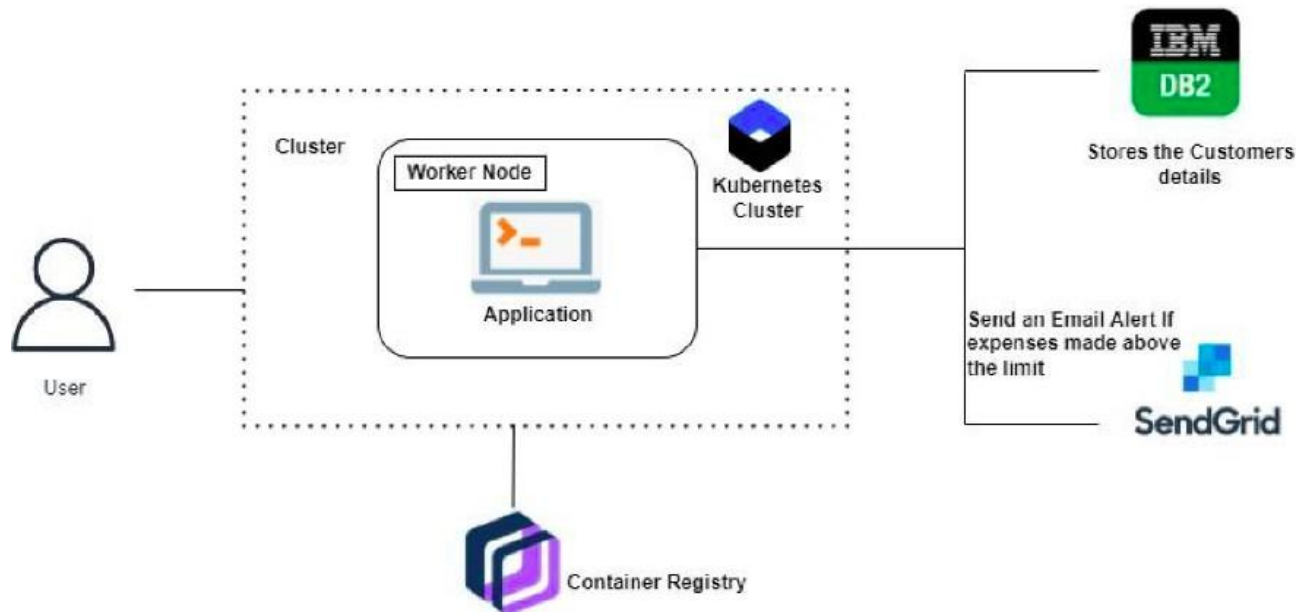 IBM
DB2
Stores the Customers
details
Cluster
Worker Node
Kubernetes
Cluster
Application
User
Send an Email Alert If
expenses made above
the limit
SendGrid
Container Registry